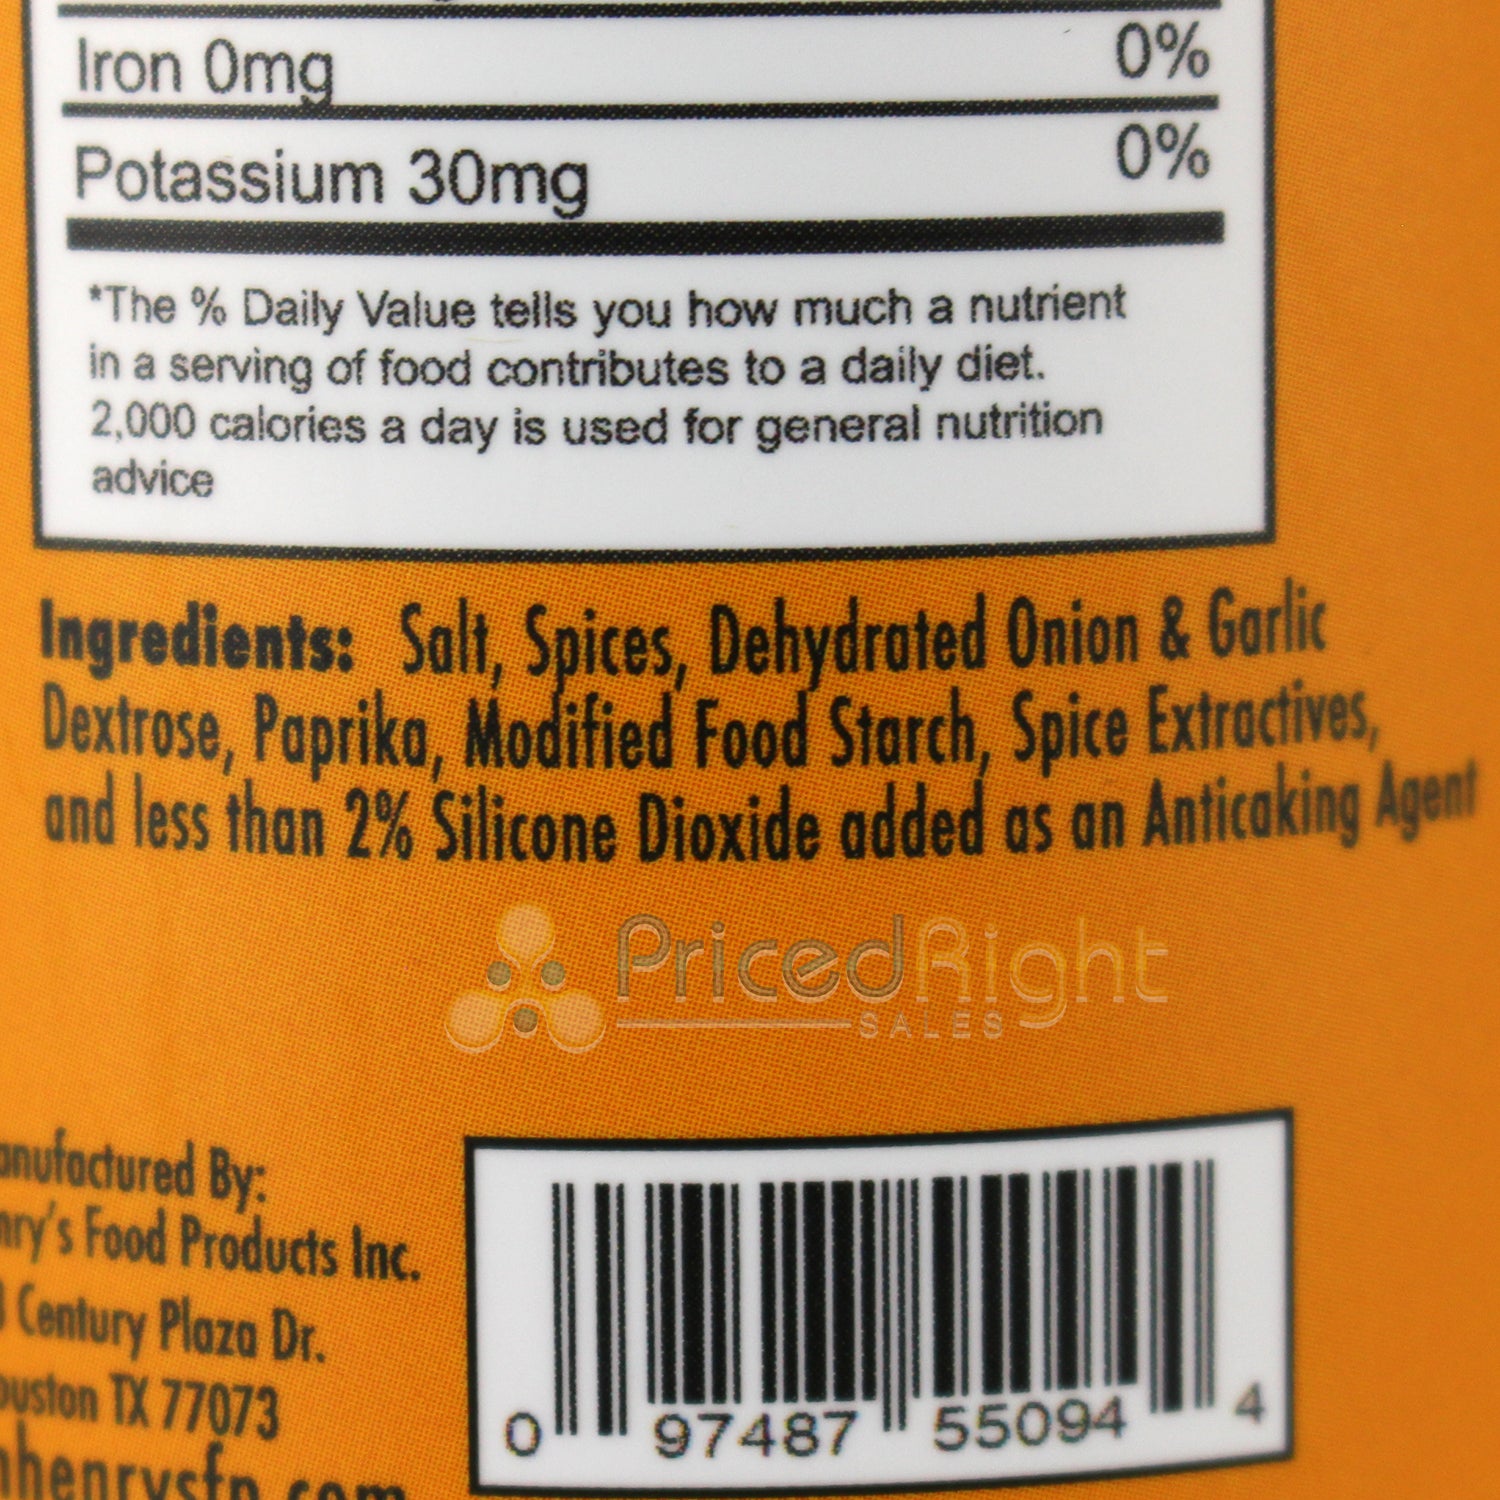 Iron 0mg 0%
Potassium 30mg 0%
*The % Daily Value tells you how much a nutrient
in a serving of food contributes to a daily diet.
2,000 calories a day is used for general nutrition
advice
Ingredients: Salt, Spices, Dehydrated Onion & Garlic
Dextrose, Paprika, Modified Food Starch, Spice Extractives,
and less than 2% Silicone Dioxide added as an Anticaking Agent
PricedRight
SALES
anufactured By:
nry's Food Products Inc.
Century Plaza Dr.
ouston TX 77073
nhenrysfp.com
0 97487 55094 4